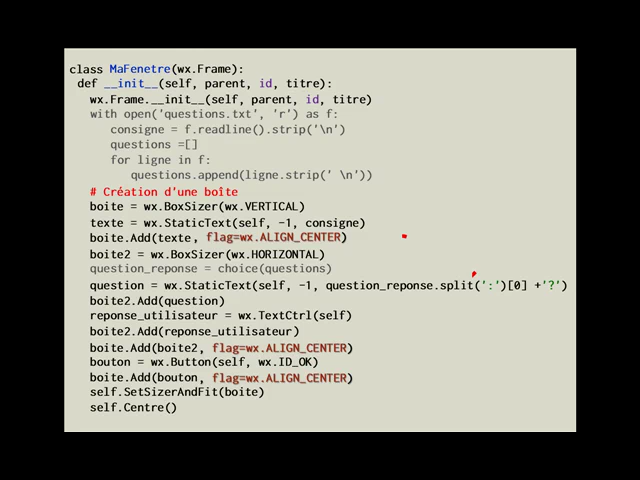 class MaFenetre(wx.Frame):
def __init__(self, parent, id, titre):
wx.Frame.__init__(self, parent, id, titre)
with open('questions.txt', 'r') as f:
consigne = f.readline().strip('\n')
questions =[]
for ligne in f:
questions.append(ligne.strip(' \n'))
# Création d'une boîte
boite = wx.BoxSizer(wx.VERTICAL)
texte = wx.StaticText(self, -1, consigne)
boite.Add(texte, flag=wx.ALIGN_CENTER)
boite2 = wx.BoxSizer(wx.HORIZONTAL)
question_reponse = choice(questions)
question = wx.StaticText(self, -1, question_reponse.split(':')[0] +'?')
boite2.Add(question)
reponse_utilisateur = wx.TextCtrl(self)
boite2.Add(reponse_utilisateur)
boite.Add(boite2, flag=wx.ALIGN_CENTER)
bouton = wx.Button(self, wx.ID_OK)
boite.Add(bouton, flag=wx.ALIGN_CENTER)
self.SetSizerAndFit(boite)
self.Centre()